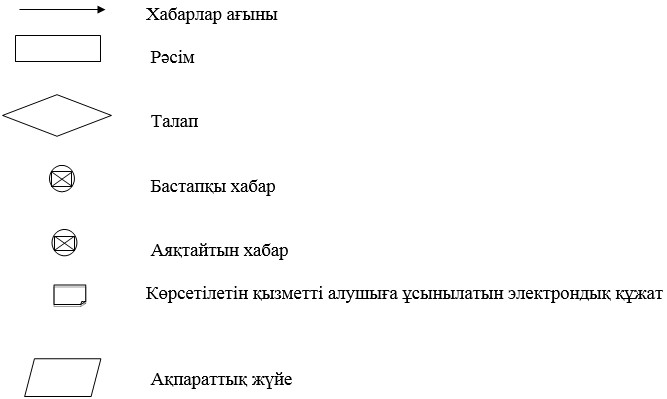 Хабарлар ағыны
Рәсім
Талап
Бастапқы хабар
Аяқтайтын хабар
Көрсетілетін қызметті алушыға ұсынылатын электрондық құжат
Ақпараттық жүйе